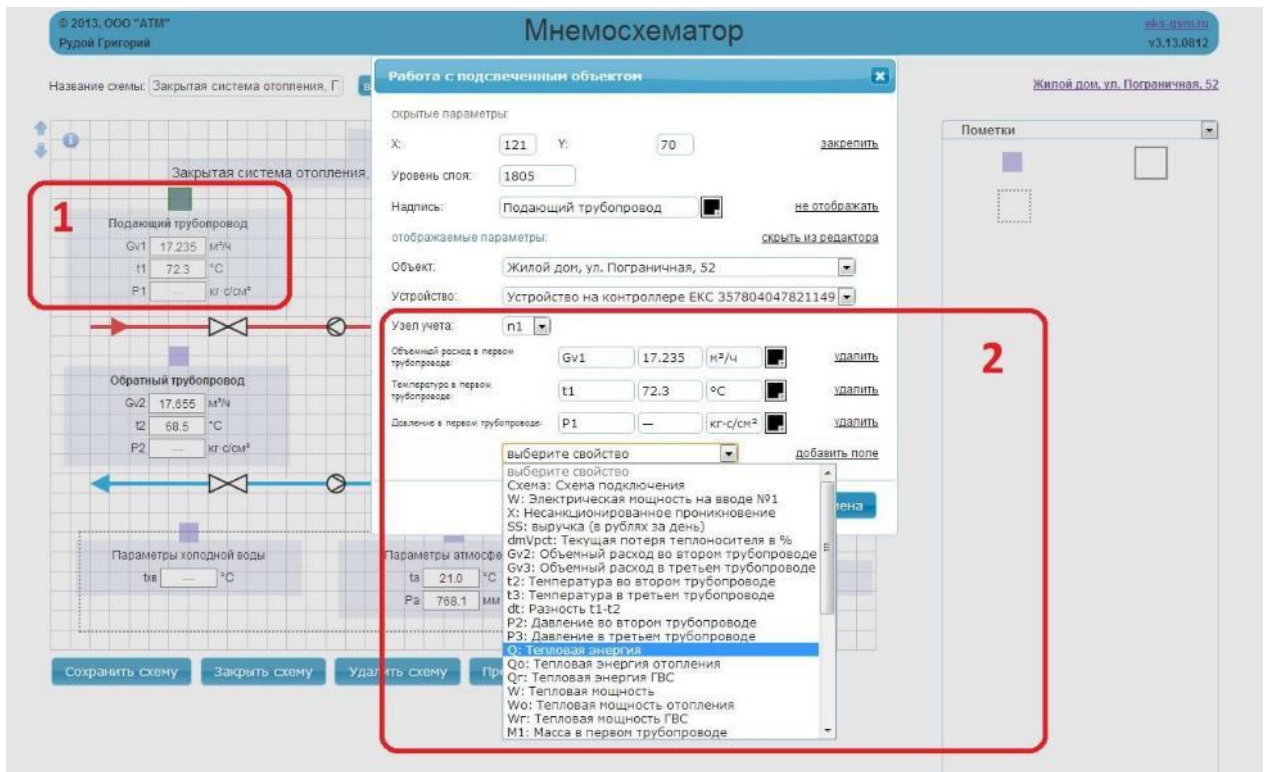 © 2013, ООО "АТМ"
Рудой Григорий
Мнемосхематор
eks-asm.ru
v3.13.0812
Название схемы: Закрытая система отопления, Г
Жилой дом, ул. Пограничная, 52
Работа с подсвеченным объектом
скрытые параметры:
X: 121 Y: 70 закрепить
Уровень слоя: 1805
Надпись: Подающий трубопровод не отображать
отображаемые параметры: скрыть из редактора
Объект: Жилой дом, ул. Пограничная, 52
Устройство: Устройство на контроллере ЕКС 357804047821149
Узел учета: n1
Объемный расход в первом трубопроводе: Gv1 17.235 м³/ч удалить
Температура в первом трубопроводе: t1 72.3 °C удалить
Давление в первом трубопроводе: P1 — кг·с/см² удалить
выберите свойство добавить поле
выберите свойство
Схема: Схема подключения
W: Электрическая мощность на вводе №1
X: Несанкционированное проникновение
SS: выручка (в рублях за день)
dmVpct: Текущая потеря теплоносителя в %
Gv2: Объемный расход во втором трубопроводе
Gv3: Объемный расход в третьем трубопроводе
t2: Температура во втором трубопроводе
t3: Температура в третьем трубопроводе
dt: Разность t1-t2
P2: Давление во втором трубопроводе
P3: Давление в третьем трубопроводе
Q: Тепловая энергия
Qо: Тепловая энергия отопления
Qг: Тепловая энергия ГВС
W: Тепловая мощность
Wо: Тепловая мощность отопления
Wг: Тепловая мощность ГВС
M1: Масса в первом трубопроводе
ена
2
Пометки
Закрытая система отопления,
1
Подающий трубопровод
Gv1 17.235 м³/ч
t1 72.3 °C
P1 — кг·с/см²
Обратный трубопровод
Gv2 17.655 м³/ч
t2 68.5 °C
P2 — кг·с/см²
Параметры холодной воды
tхв — °C
Параметры атмосфе
ta 21.0 °C
Pa 768.1 мм
Сохранить схему Закрыть схему Удалить схему Пр